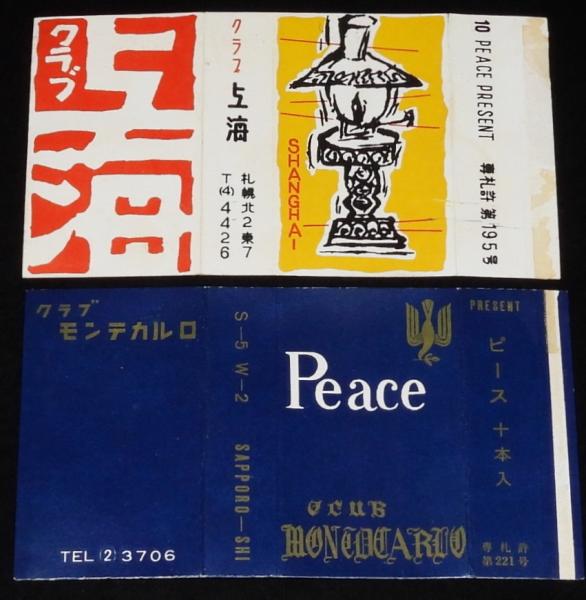 クラブ
上海
クラブ
上海
札幌北2東7
T(4)4426
SHANGHAI
10 PEACE PRESENT
専札許第195号
クラブ
モンテカルロ
TEL(2)3706
S-5 W-2 SAPPORO-SHI
Peace
CLUB
MONTOCARLO
PRESENT
ピース 十本入
専札許
第221号